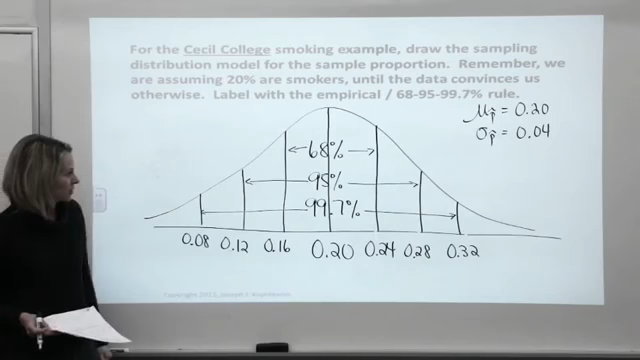 For the Cecil College smoking example, draw the sampling
distribution model for the sample proportion. Remember, we
are assuming 20% are smokers, until the data convinces us
otherwise. Label with the empirical / 68-95-99.7% rule.
μp̂ = 0.20
σp̂ = 0.04
68%
95%
99.7%
0.08 0.12 0.16 0.20 0.24 0.28 0.32
Copyright